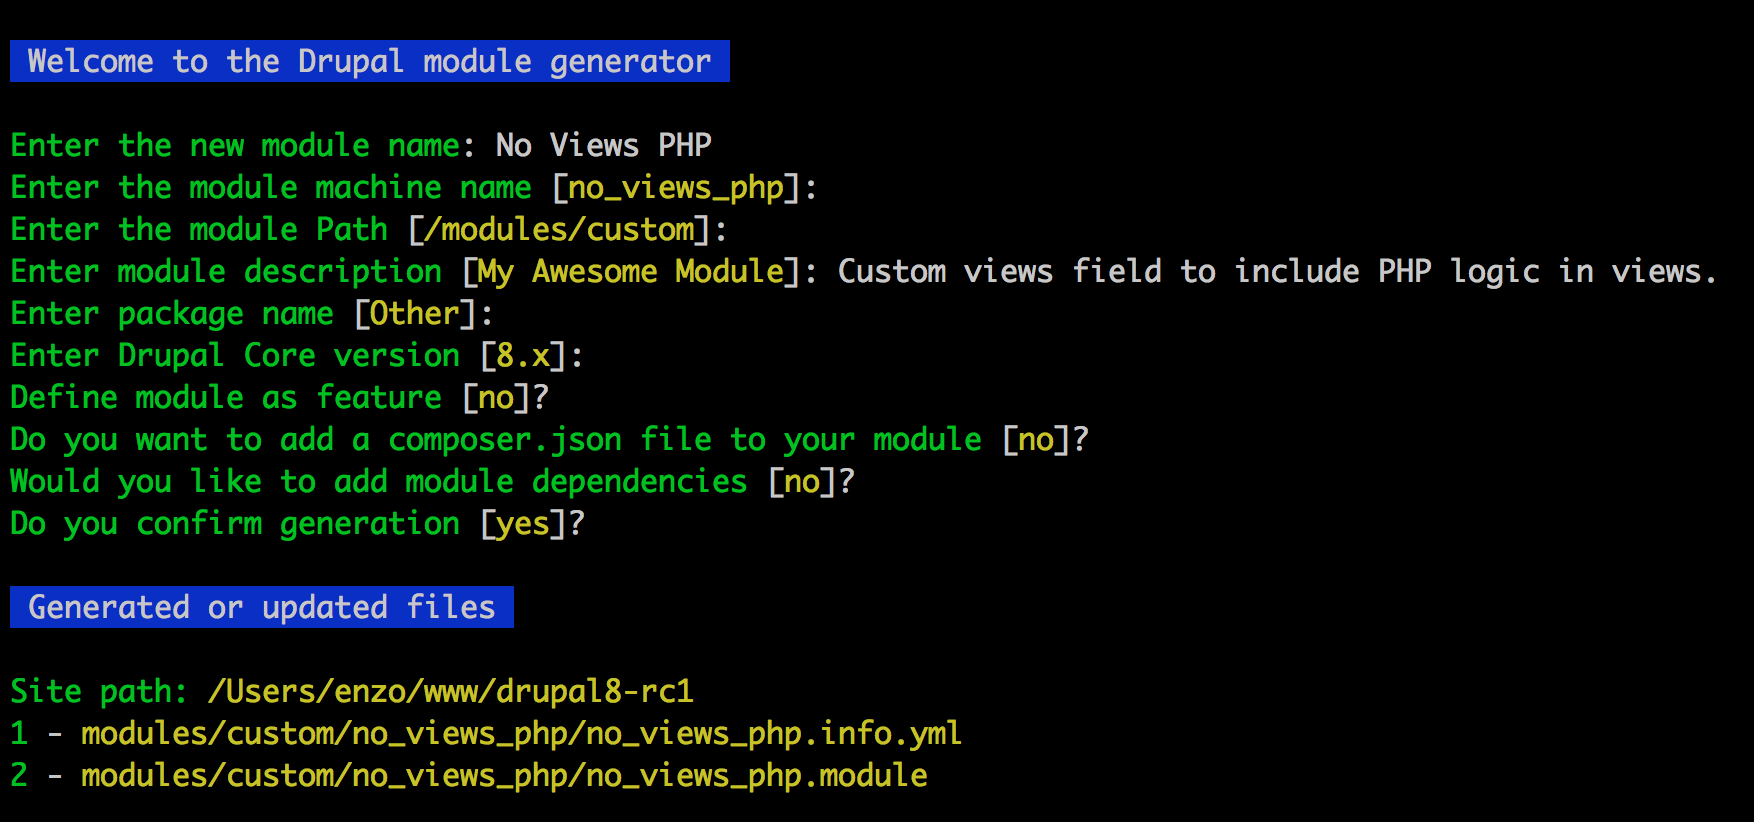 Welcome to the Drupal module generator
Enter the new module name: No Views PHP
Enter the module machine name [no_views_php]:
Enter the module Path [/modules/custom]:
Enter module description [My Awesome Module]: Custom views field to include PHP logic in views.
Enter package name [Other]:
Enter Drupal Core version [8.x]:
Define module as feature [no]?
Do you want to add a composer.json file to your module [no]?
Would you like to add module dependencies [no]?
Do you confirm generation [yes]?
Generated or updated files
Site path: /Users/enzo/www/drupal8-rc1
1 - modules/custom/no_views_php/no_views_php.info.yml
2 - modules/custom/no_views_php/no_views_php.module